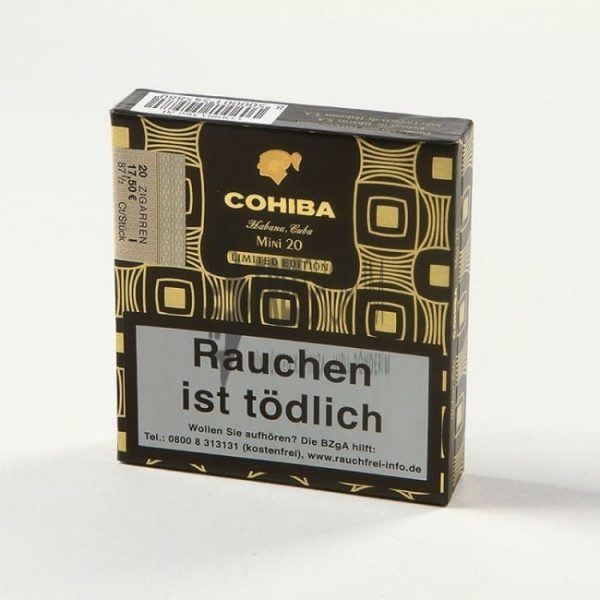 COHIBA
Habana, Cuba
MINI 20
LIMITED EDITION
20 ZIGARREN I
17,50 €
87½ Ct/Stück
Rauchen
ist tödlich
Wollen Sie aufhören? Die BZgA hilft:
Tel.: 0800 8 313131 (kostenfrei), www.rauchfrei-info.de